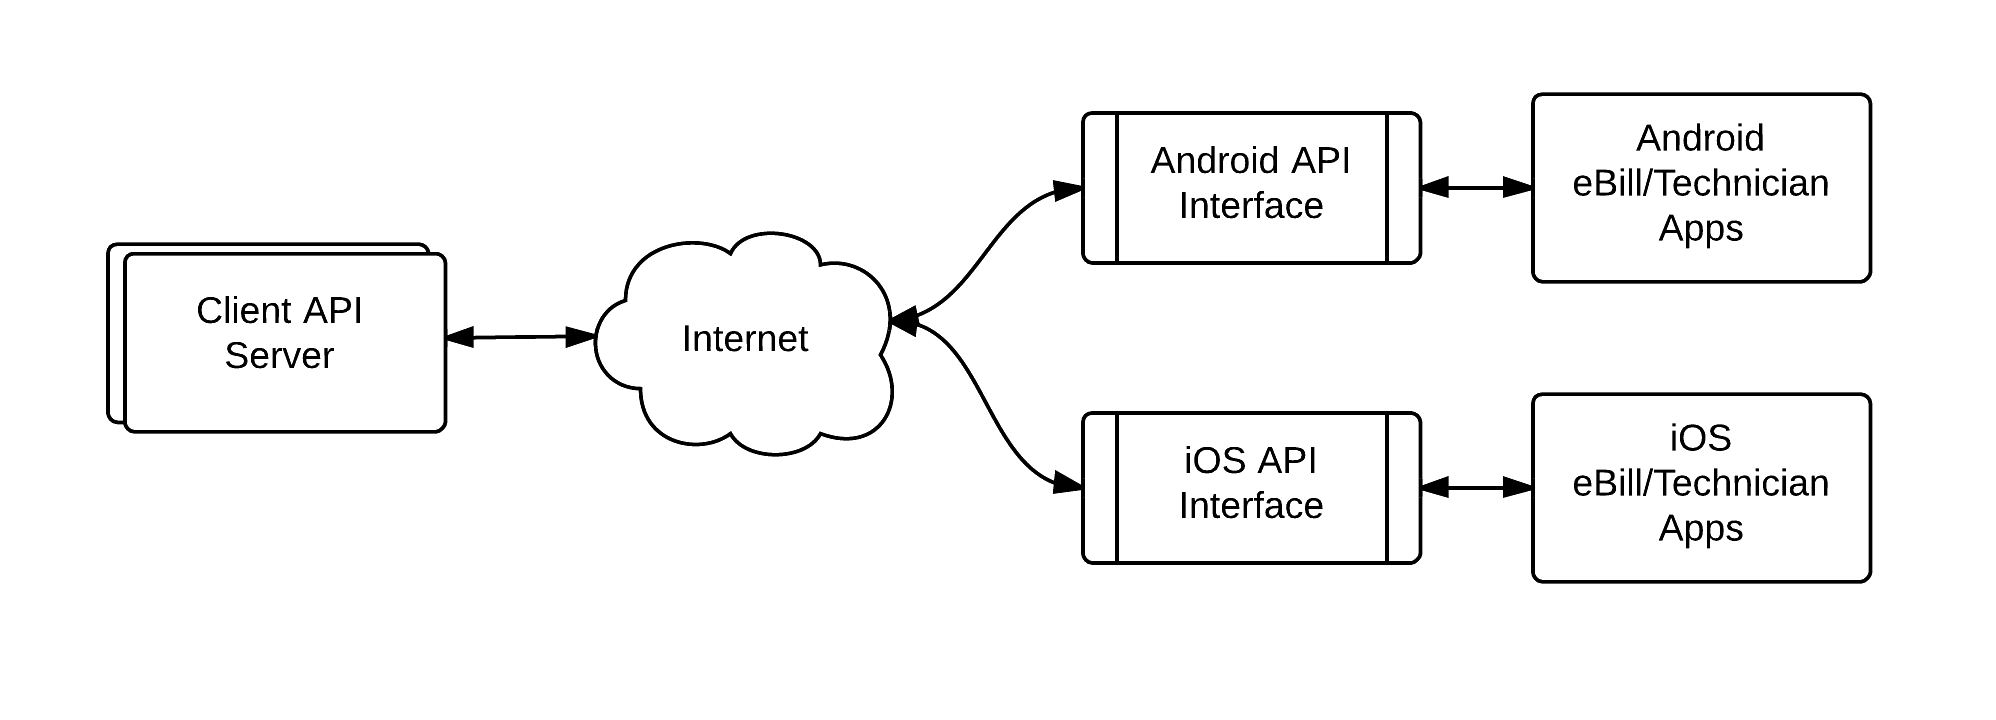 Client API
Server
Internet
Android API
Interface
Android
eBill/Technician
Apps
iOS API
Interface
iOS
eBill/Technician
Apps